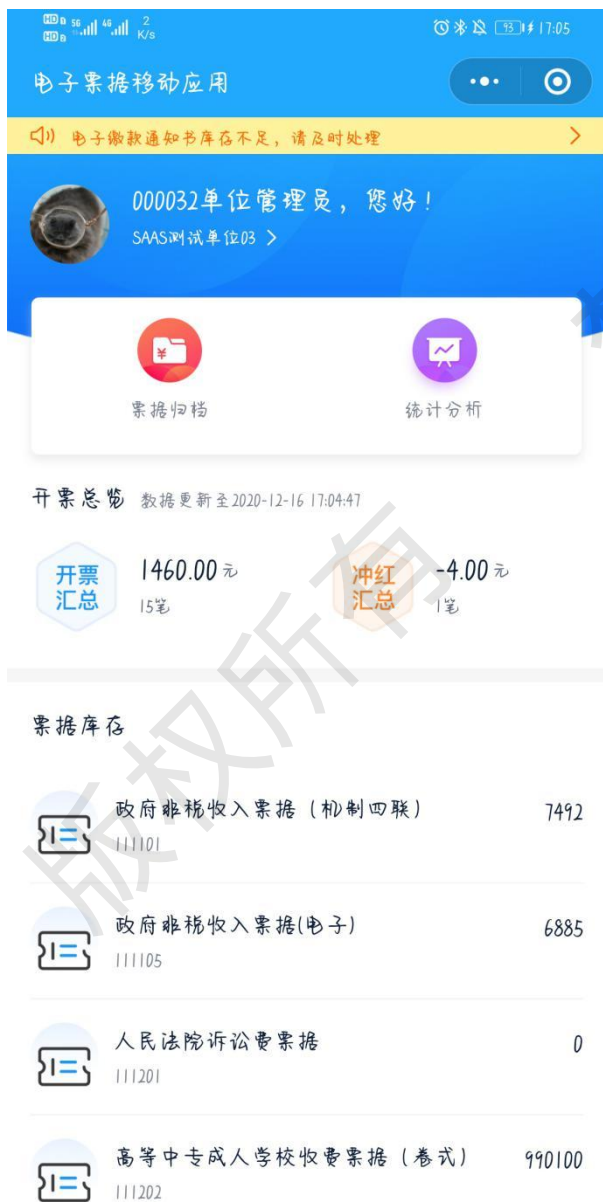 HD B 5G 4G 2 93 17:05
HD B K/s
电子票据移动应用
电子缴款通知书库存不足，请及时处理
000032单位管理员，您好！
SAAS测试单位03
票据归档 统计分析
开票总览 数据更新至2020-12-16 17:04:47
开票汇总 1460.00元 冲红汇总 -4.00元
15笔 1笔
票据库存
政府非税收入票据（机制四联） 7492
111101
政府非税收入票据(电子) 6885
111105
人民法院诉讼费票据 0
111201
高等中专成人学校收费票据（卷式） 990100
111202
版权所有